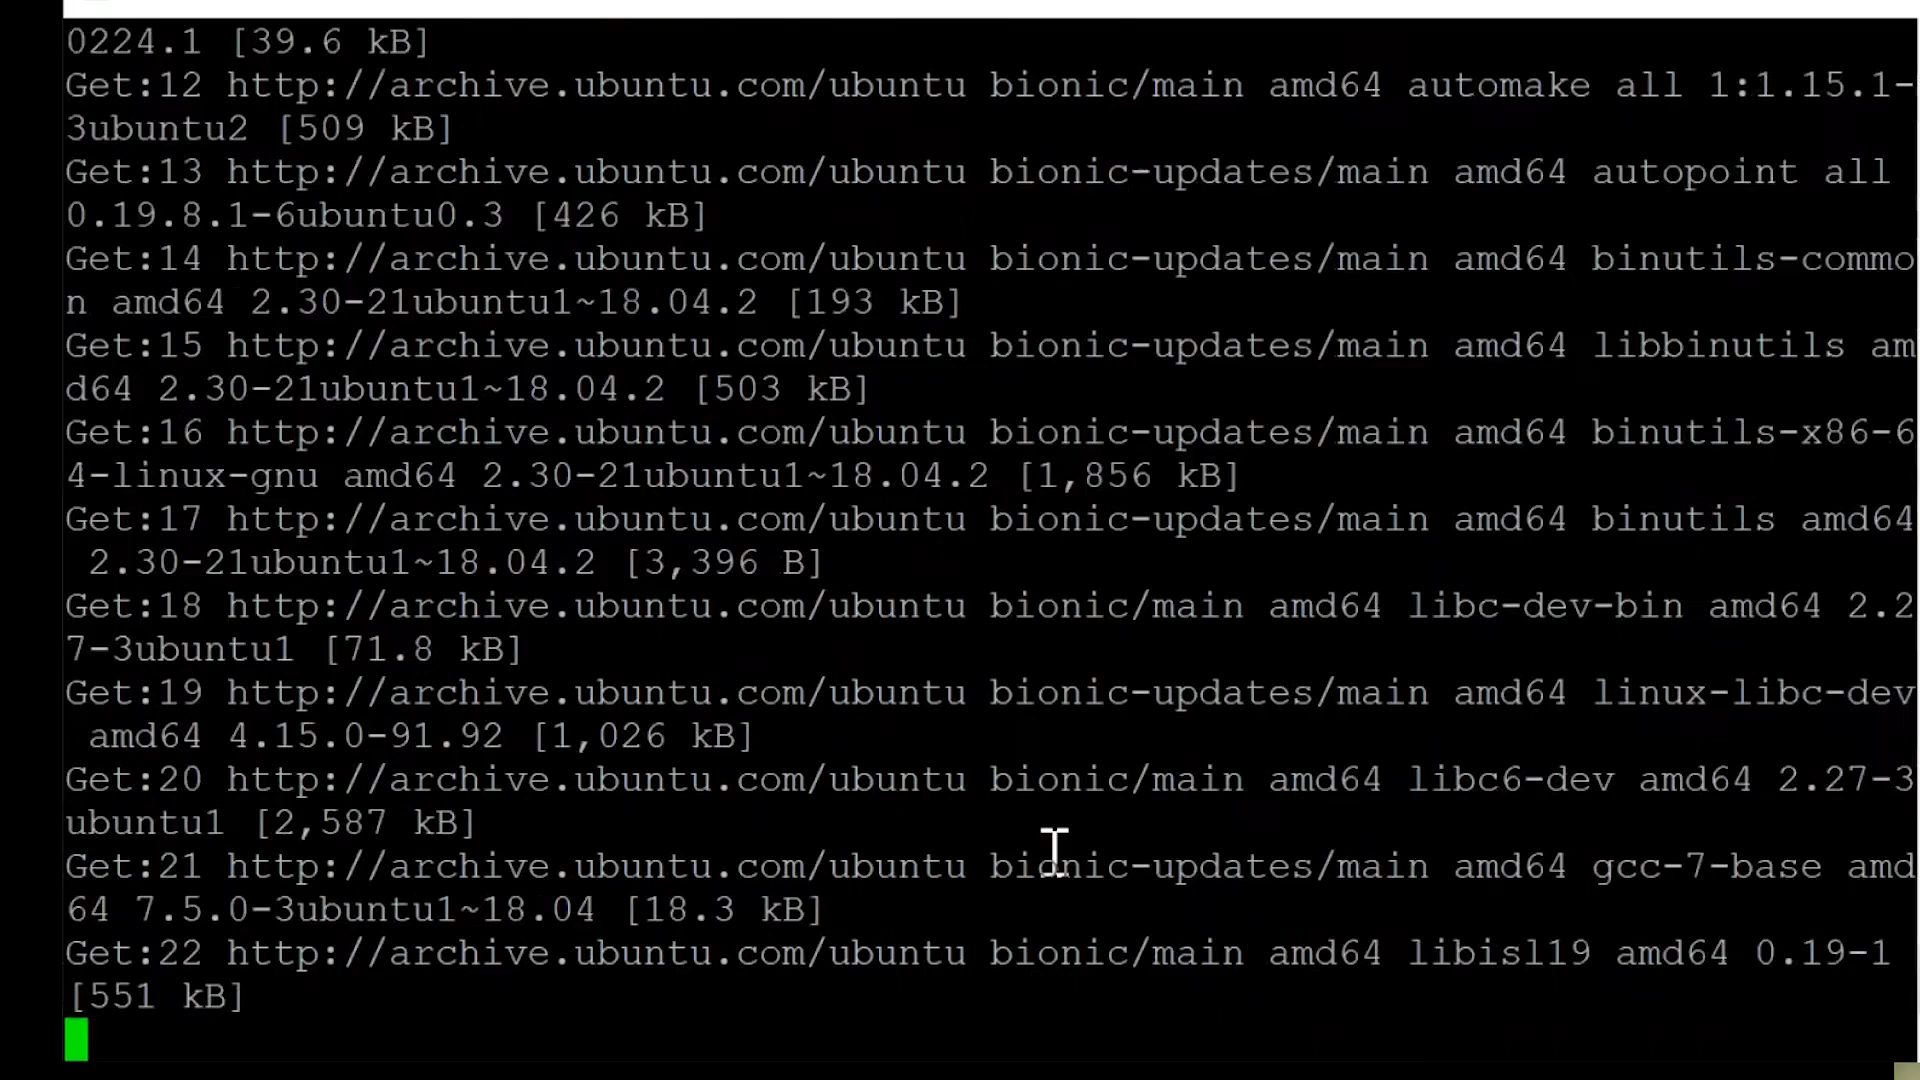 0224.1 [39.6 kB]
Get:12 http://archive.ubuntu.com/ubuntu bionic/main amd64 automake all 1:1.15.1-
3ubuntu2 [509 kB]
Get:13 http://archive.ubuntu.com/ubuntu bionic-updates/main amd64 autopoint all
0.19.8.1-6ubuntu0.3 [426 kB]
Get:14 http://archive.ubuntu.com/ubuntu bionic-updates/main amd64 binutils-commo
n amd64 2.30-21ubuntu1~18.04.2 [193 kB]
Get:15 http://archive.ubuntu.com/ubuntu bionic-updates/main amd64 libbinutils am
d64 2.30-21ubuntu1~18.04.2 [503 kB]
Get:16 http://archive.ubuntu.com/ubuntu bionic-updates/main amd64 binutils-x86-6
4-linux-gnu amd64 2.30-21ubuntu1~18.04.2 [1,856 kB]
Get:17 http://archive.ubuntu.com/ubuntu bionic-updates/main amd64 binutils amd64
 2.30-21ubuntu1~18.04.2 [3,396 B]
Get:18 http://archive.ubuntu.com/ubuntu bionic/main amd64 libc-dev-bin amd64 2.2
7-3ubuntu1 [71.8 kB]
Get:19 http://archive.ubuntu.com/ubuntu bionic-updates/main amd64 linux-libc-dev
 amd64 4.15.0-91.92 [1,026 kB]
Get:20 http://archive.ubuntu.com/ubuntu bionic/main amd64 libc6-dev amd64 2.27-3
ubuntu1 [2,587 kB]
Get:21 http://archive.ubuntu.com/ubuntu bionic-updates/main amd64 gcc-7-base amd
64 7.5.0-3ubuntu1~18.04 [18.3 kB]
Get:22 http://archive.ubuntu.com/ubuntu bionic/main amd64 libisl19 amd64 0.19-1
[551 kB]